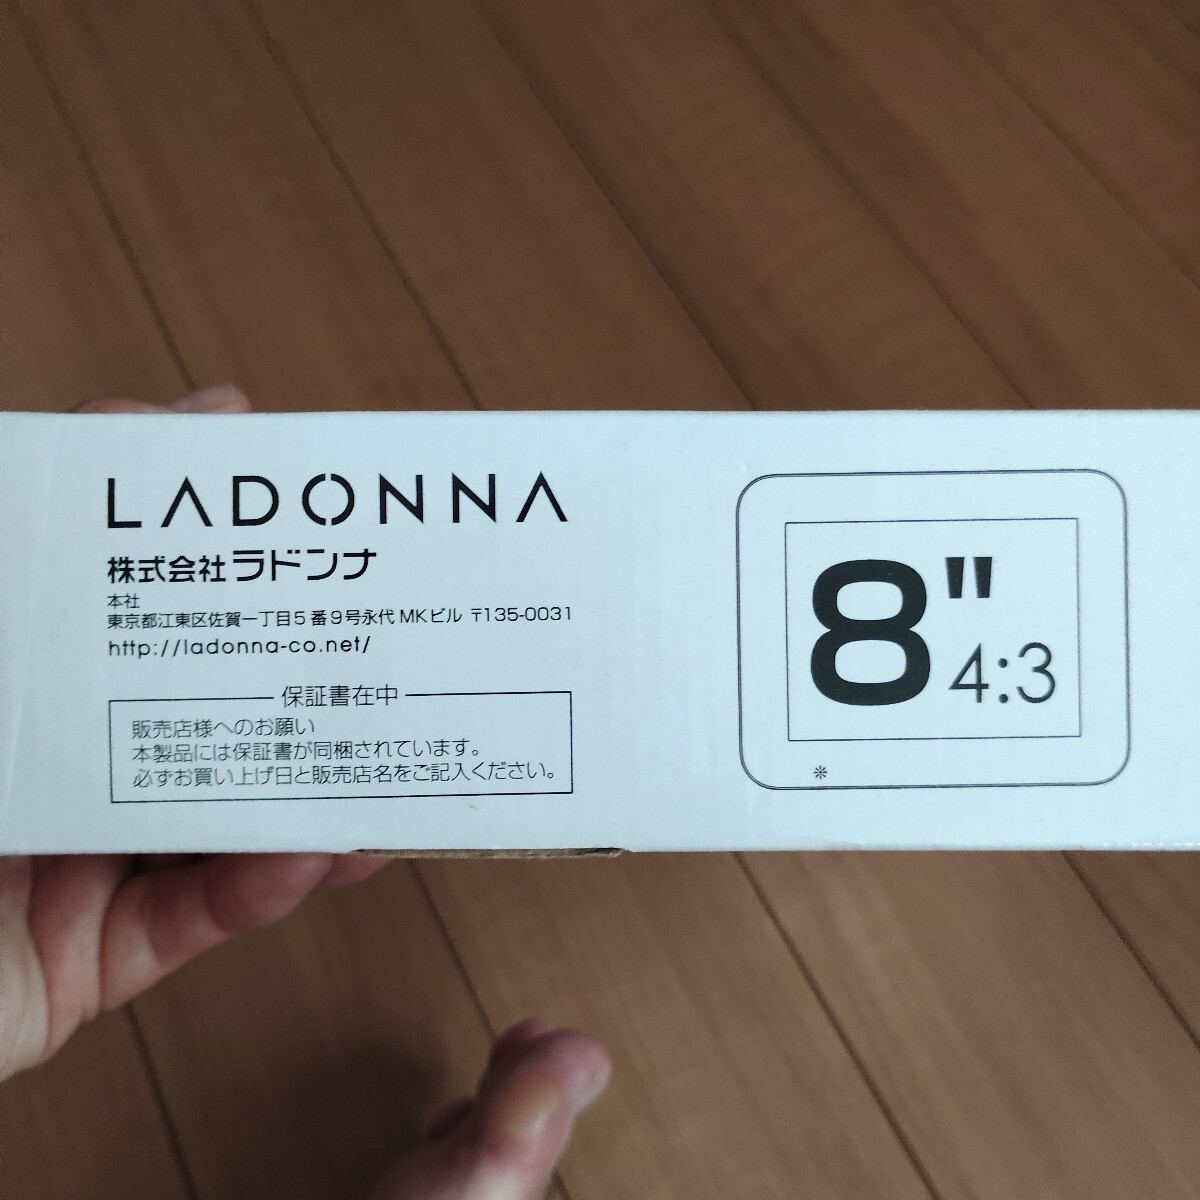 LADONNA
株式会社ラドンナ
本社
東京都江東区佐賀一丁目5番9号永代MKビル 〒135-0031
http://ladonna-co.net/
保証書在中
販売店様へのお願い
本製品には保証書が同梱されています。
必ずお買い上げ日と販売店名をご記入ください。
8"
4:3